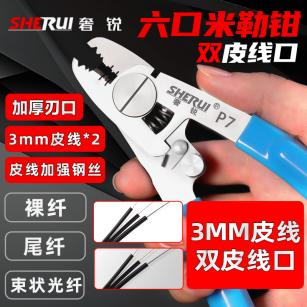 SHERUI 奢锐
六口米勒钳
双皮线口
加厚刃口
3mm皮线*2
皮线加强钢丝
裸纤
尾纤
束状光纤
SHERUI
奢锐
P7
3MM皮线
双皮线口